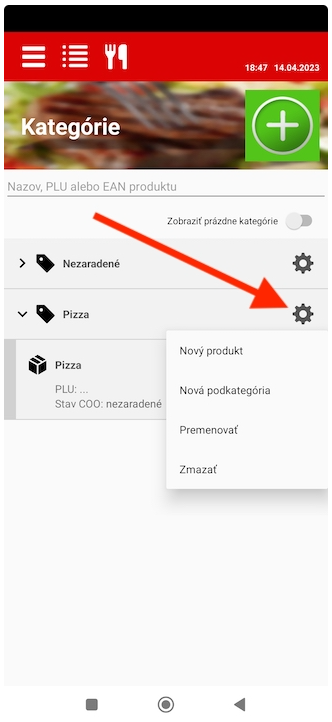 18:47 14.04.2023
Kategórie
Nazov, PLU alebo EAN produktu
Zobraziť prázdne kategórie
Nezaradené
Pizza
Nový produkt
Pizza
Nová podkategória
PLU: ...
Stav COO: nezaradené
Premenovať
Zmazať